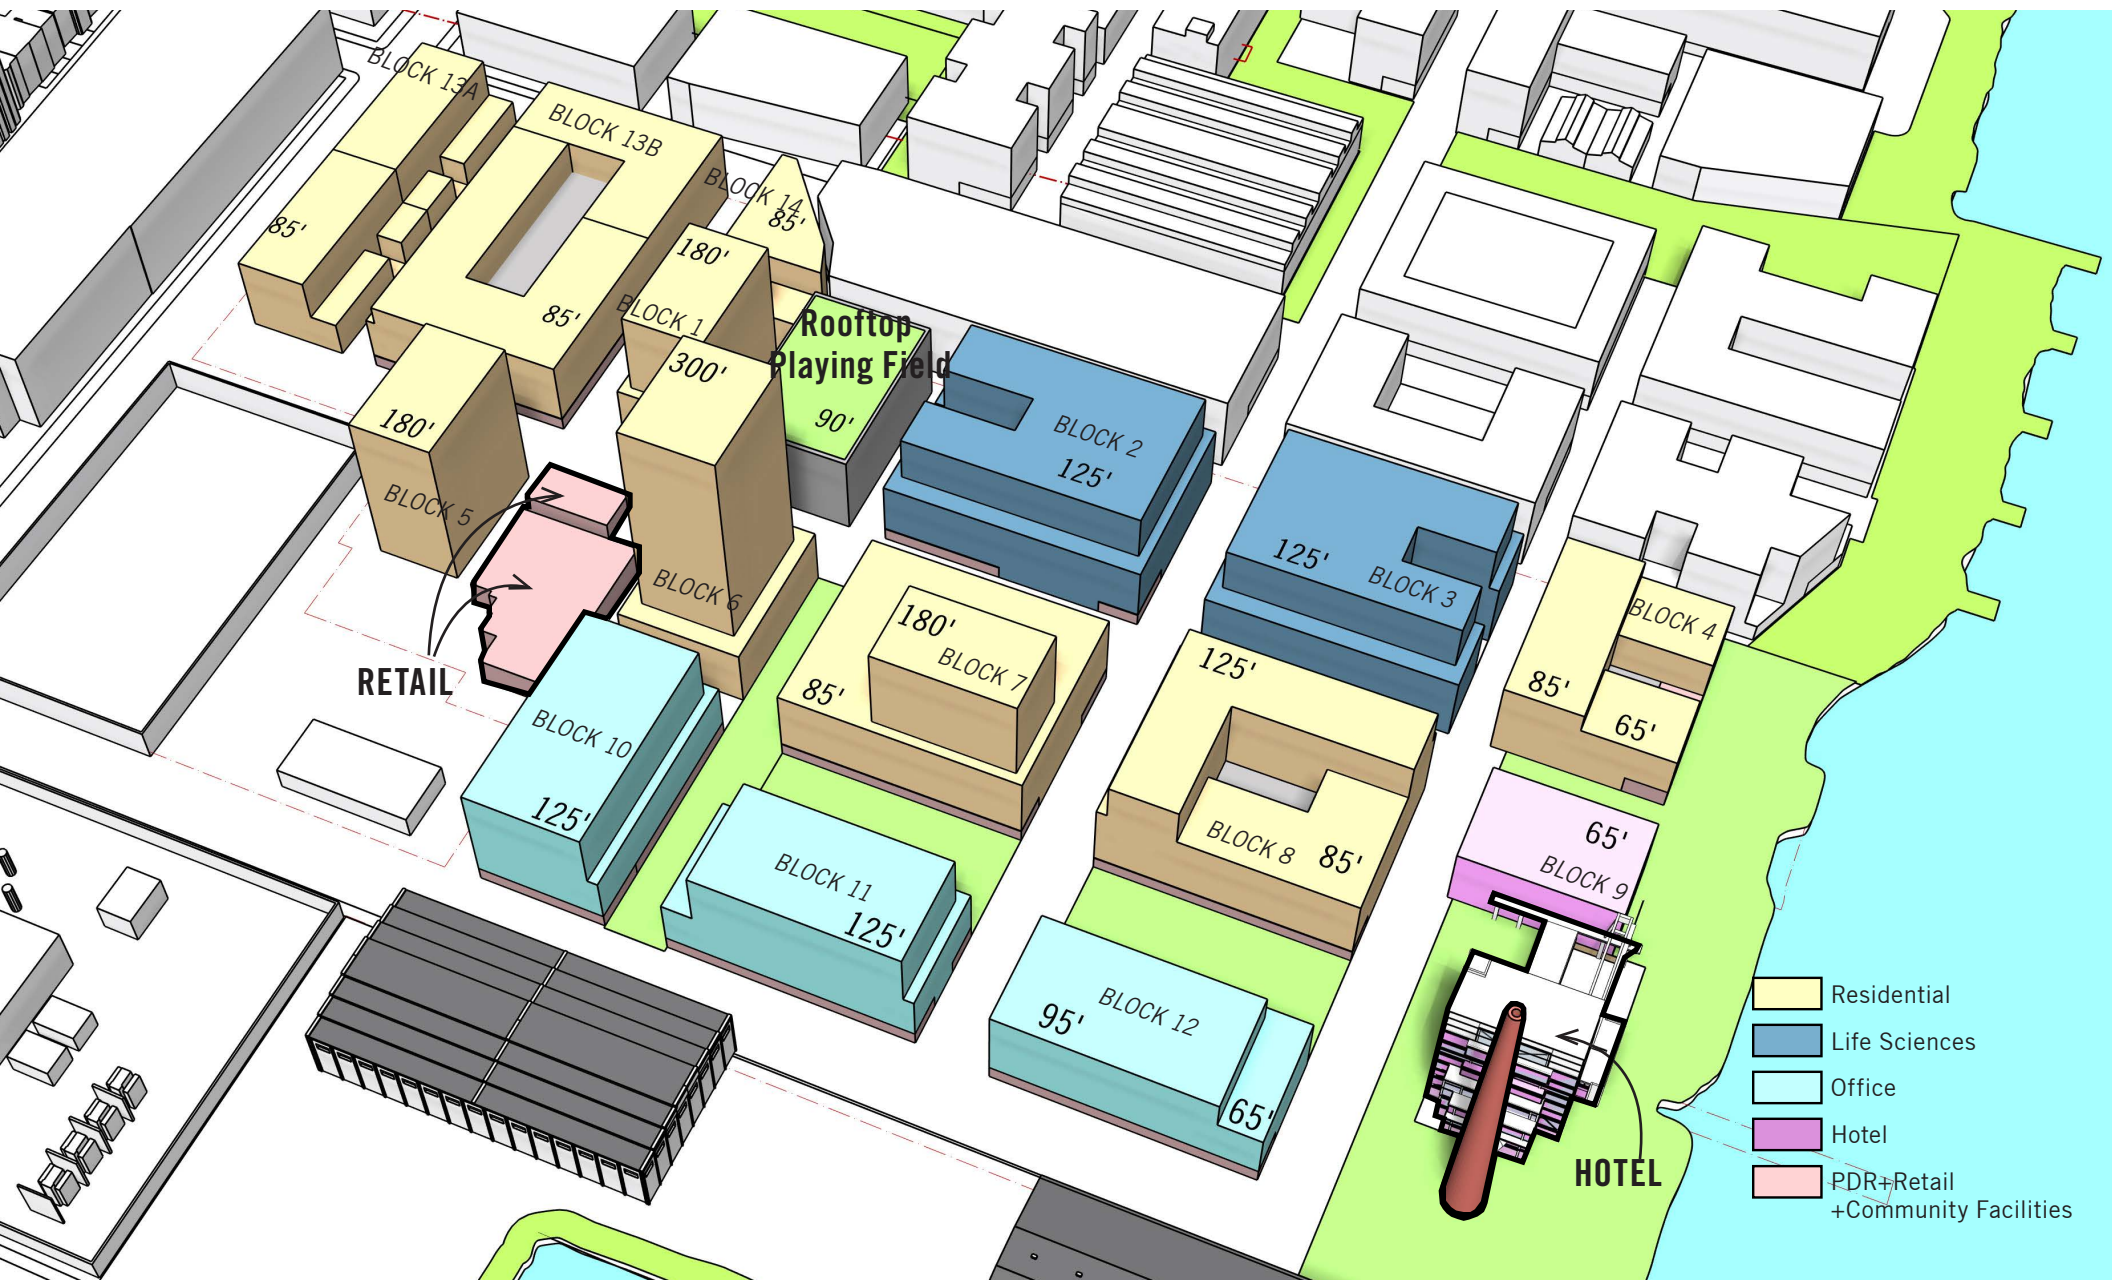 BLOCK 13A
BLOCK 13B
BLOCK 14
85'
85'
180'
BLOCK 1
85'
Rooftop
Playing Field
90'
300'
180'
BLOCK 5
BLOCK 6
BLOCK 2
125'
125'
BLOCK 3
BLOCK 4
85'
65'
RETAIL
180'
BLOCK 7
85'
125'
BLOCK 8
85'
BLOCK 10
125'
BLOCK 11
125'
65'
BLOCK 9
95'
BLOCK 12
65'
HOTEL
Residential
Life Sciences
Office
Hotel
PDR+Retail
+Community Facilities